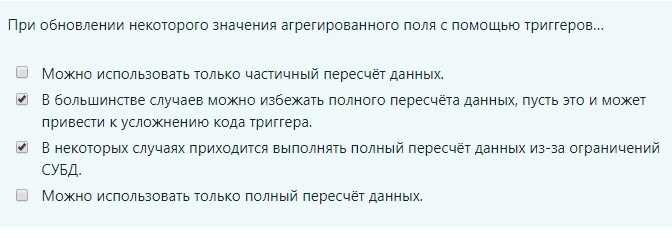 При обновлении некоторого значения агрегированного поля с помощью триггеров...
Можно использовать только частичный пересчёт данных.
В большинстве случаев можно избежать полного пересчёта данных, пусть это и может
привести к усложнению кода триггера.
В некоторых случаях приходится выполнять полный пересчёт данных из-за ограничений
СУБД.
Можно использовать только полный пересчёт данных.